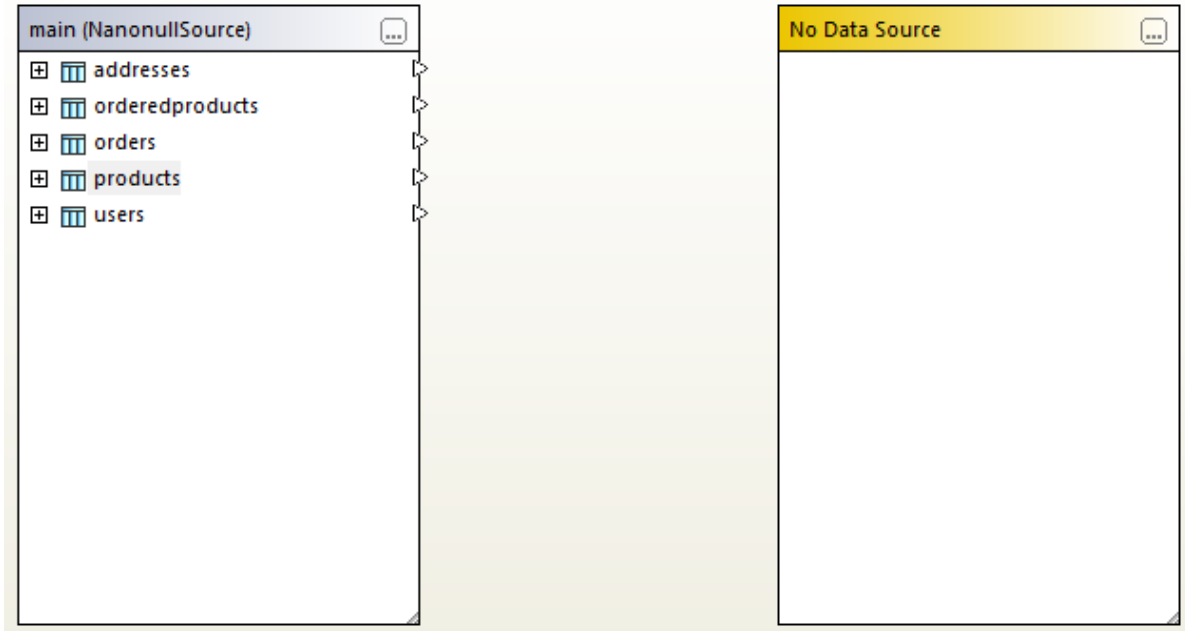 main (NanonullSource)
...
addresses
orderedproducts
orders
products
users
No Data Source
...